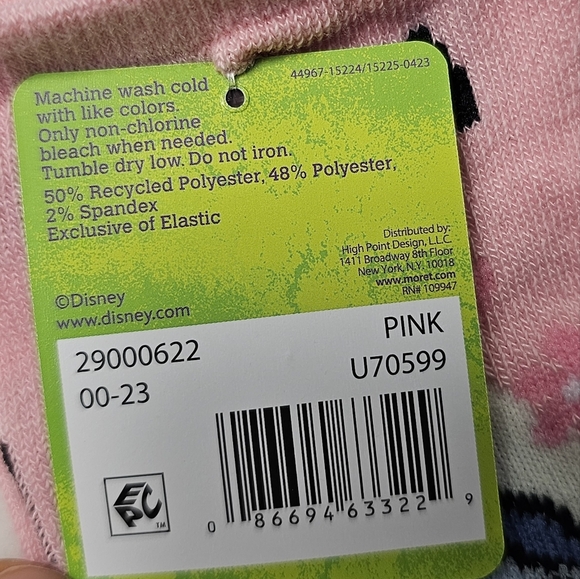 44967-15224/15225-0423
Machine wash cold
with like colors.
Only non-chlorine
bleach when needed.
Tumble dry low. Do not iron.
50% Recycled Polyester, 48% Polyester,
2% Spandex
Exclusive of Elastic
Distributed by:
High Point Design, L.L.C.
1411 Broadway 8th Floor
New York, N.Y. 10018
www.moret.com
RN# 109947
©Disney
www.disney.com
29000622
PINK
00-23
U70599
EPC TM
0 86694 63322 9